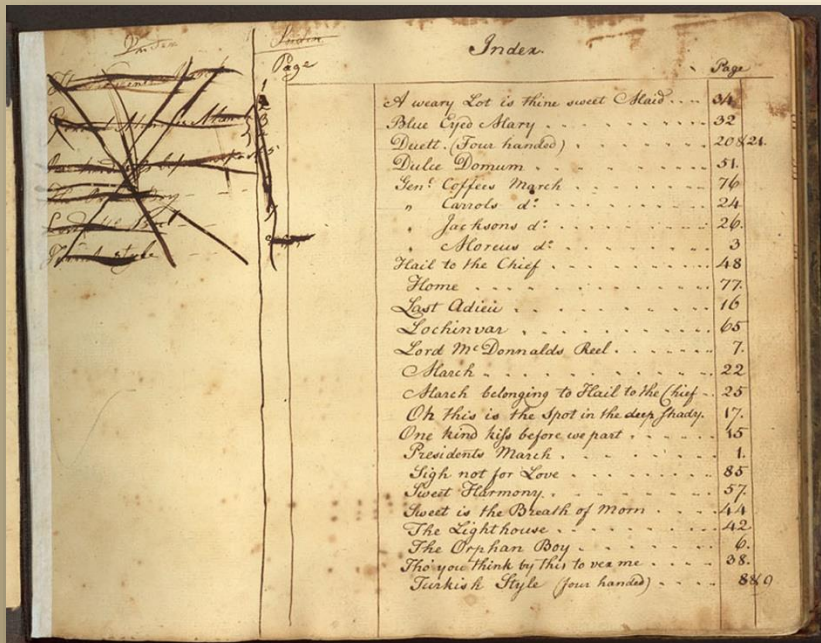 Index
Page
Index
Page
A weary Lot is thine sweet Maid . . . 34
Blue Eyed Mary . . . . . . . . . 32
Duett. (Four handed) . . . . . . . . 20 & 21.
Dulce Domum . . . . . . . . . . 51.
Genl. Coffees March . . . . . . . . 76
" Carrols do. . . . . . . . . 24
" Jacksons do. . . . . . . . . 26.
" Moreus do. . . . . . . . . 3
Hail to the Chief . . . . . . . . . 48
Home . . . . . . . . . . . . 77.
Last Adieu . . . . . . . . . . . 16
Lochinvar . . . . . . . . . . 65
Lord McDonnalds Reel . . . . . . 7.
March . . . . . . . . . . . 22
March belonging to Hail to the Chief . . 25
Oh this is the Spot in the deep shady. 17.
One kind kiſs before we part . . . . . 15
Presidents March . . . . . . . . 1.
Sigh not for Love . . . . . . . . 85
Sweet Harmony . . . . . . . . . 57.
Sweet is the Breath of Morn . . . . 44
The Lighthouse . . . . . . . . . 42
The Orphan Boy . . . . . . . . 6.
Tho' you think by this to vex me . . . . 38.
Turkish Style (four handed) . . . . 8 & 9